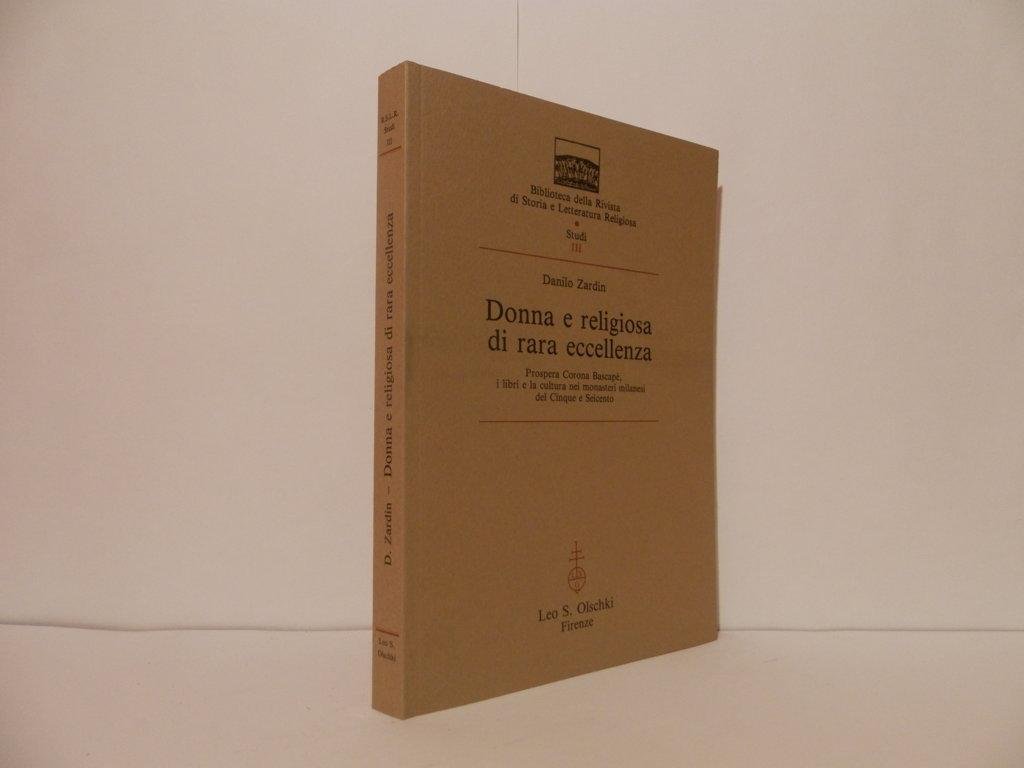 R.S.L.R.
Studi
III
D. Zardin - Donna e religiosa di rara eccellenza
Leo S.
Olschki
Biblioteca della Rivista
di Storia e Letteratura Religiosa
Studi
III
Danilo Zardin
Donna e religiosa
di rara eccellenza
Prospera Corona Bascapè,
i libri e la cultura nei monasteri milanesi
del Cinque e Seicento
Leo S. Olschki
Firenze